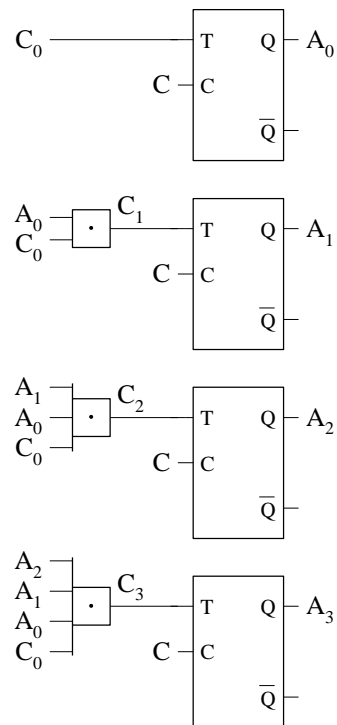 C₀ T Q A₀
C C
Q̅
A₀ C₁ T Q A₁
C₀
C C
Q̅
A₁
A₀ C₂ T Q A₂
C₀
C C
Q̅
A₂
A₁ C₃ T Q A₃
A₀
C₀ C C
Q̅